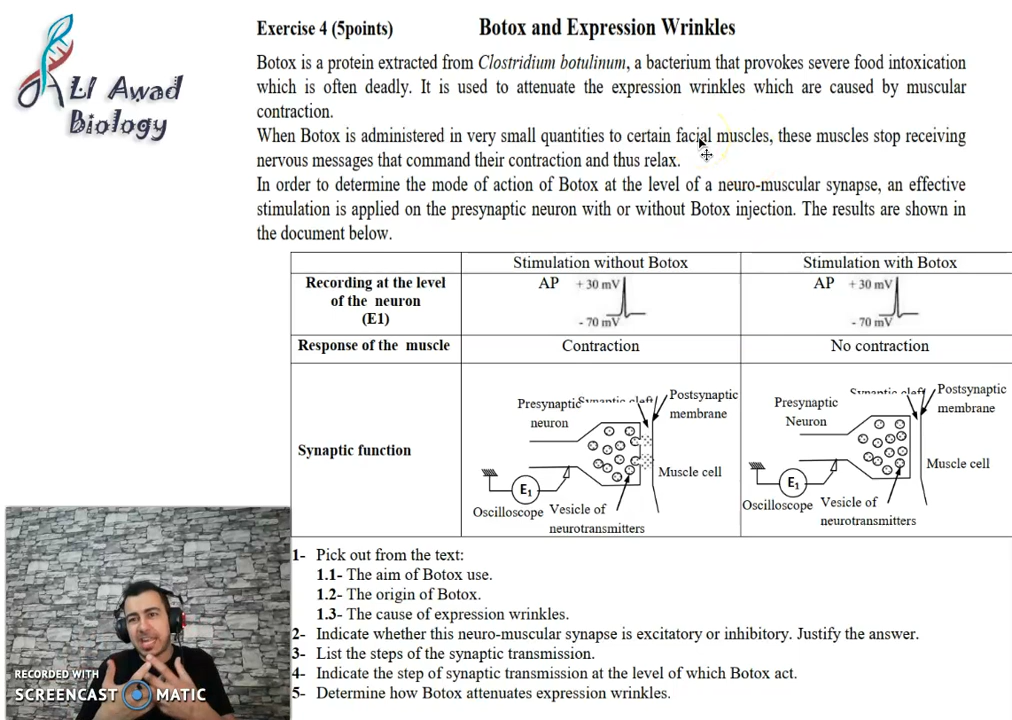 ALI Awad
Biology
Exercise 4 (5points)
Botox and Expression Wrinkles
Botox is a protein extracted from Clostridium botulinum, a bacterium that provokes severe food intoxication
which is often deadly. It is used to attenuate the expression wrinkles which are caused by muscular
contraction.
When Botox is administered in very small quantities to certain facial muscles, these muscles stop receiving
nervous messages that command their contraction and thus relax.
In order to determine the mode of action of Botox at the level of a neuro-muscular synapse, an effective
stimulation is applied on the presynaptic neuron with or without Botox injection. The results are shown in
the document below.
Stimulation without Botox
Stimulation with Botox
Recording at the level
of the neuron
(E1)
AP
+ 30 mV
- 70 mV
AP
+ 30 mV
- 70 mV
Response of the muscle
Contraction
No contraction
Synaptic function
Presynaptic
neuron
Synaptic cleft
Postsynaptic
membrane
Muscle cell
E1
Oscilloscope
Vesicle of
neurotransmitters
Presynaptic
Neuron
Synaptic cleft
Postsynaptic
membrane
Muscle cell
E1
Oscilloscope
Vesicle of
neurotransmitters
1- Pick out from the text:
1.1- The aim of Botox use.
1.2- The origin of Botox.
1.3- The cause of expression wrinkles.
2- Indicate whether this neuro-muscular synapse is excitatory or inhibitory. Justify the answer.
3- List the steps of the synaptic transmission.
4- Indicate the step of synaptic transmission at the level of which Botox act.
5- Determine how Botox attenuates expression wrinkles.
RECORDED WITH
SCREENCAST MATIC